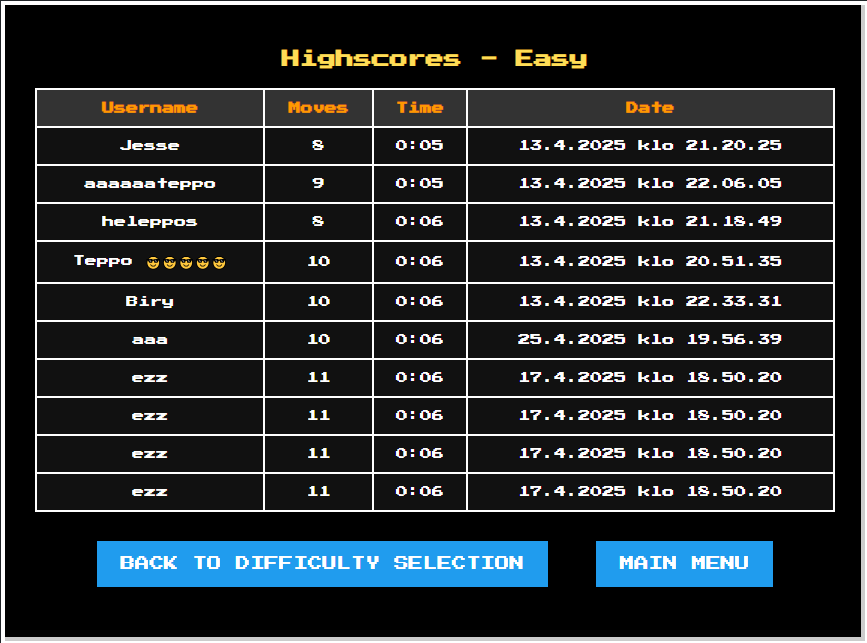 Highscores - Easy
Username Moves Time Date
Jesse 8 0:05 13.4.2025 klo 21.20.25
aaaaaateppo 9 0:05 13.4.2025 klo 22.06.05
heleppos 8 0:06 13.4.2025 klo 21.18.49
Teppo 😎😎😎😎😎 10 0:06 13.4.2025 klo 20.51.35
Biry 10 0:06 13.4.2025 klo 22.33.31
aaa 10 0:06 25.4.2025 klo 19.56.39
ezz 11 0:06 17.4.2025 klo 18.50.20
ezz 11 0:06 17.4.2025 klo 18.50.20
ezz 11 0:06 17.4.2025 klo 18.50.20
ezz 11 0:06 17.4.2025 klo 18.50.20
BACK TO DIFFICULTY SELECTION MAIN MENU